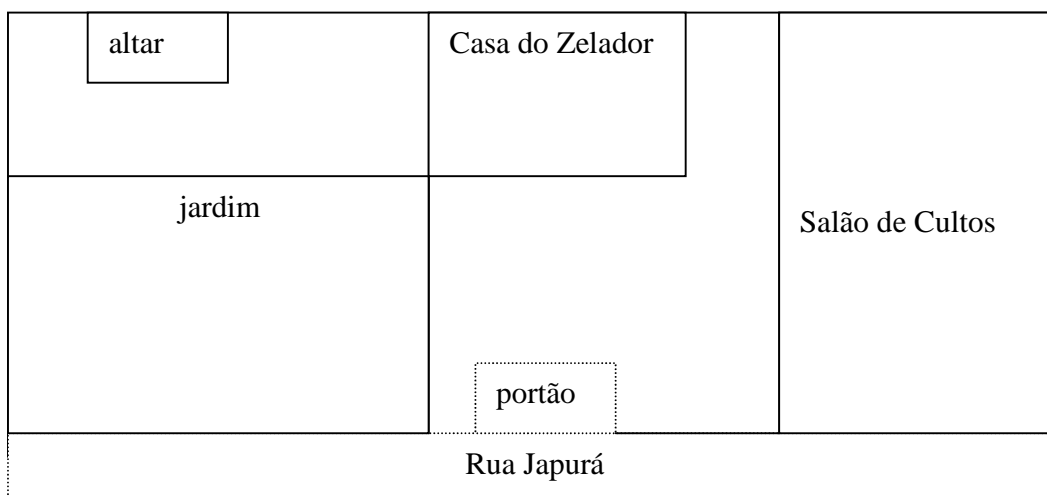 altar
Casa do Zelador
jardim
Salão de Cultos
portão
Rua Japurá